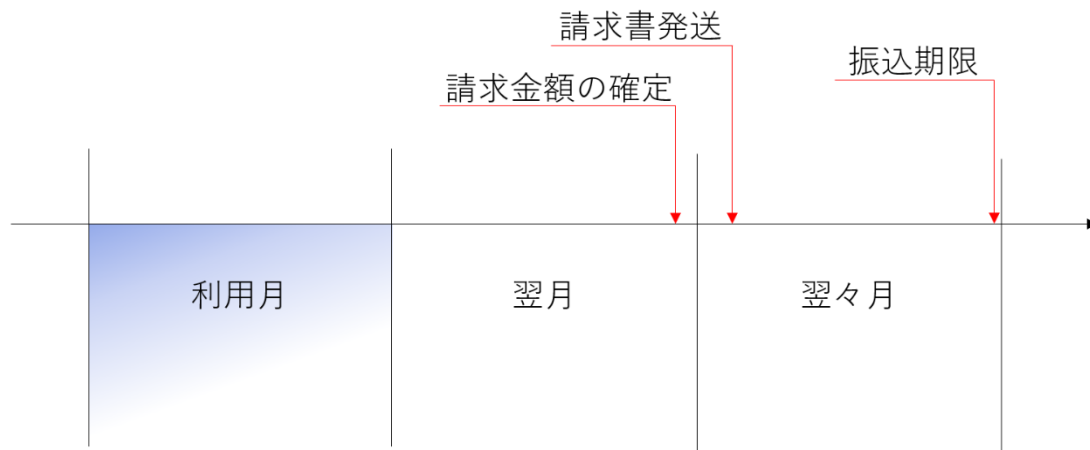 請求書発送
振込期限
請求金額の確定
利用月
翌月
翌々月